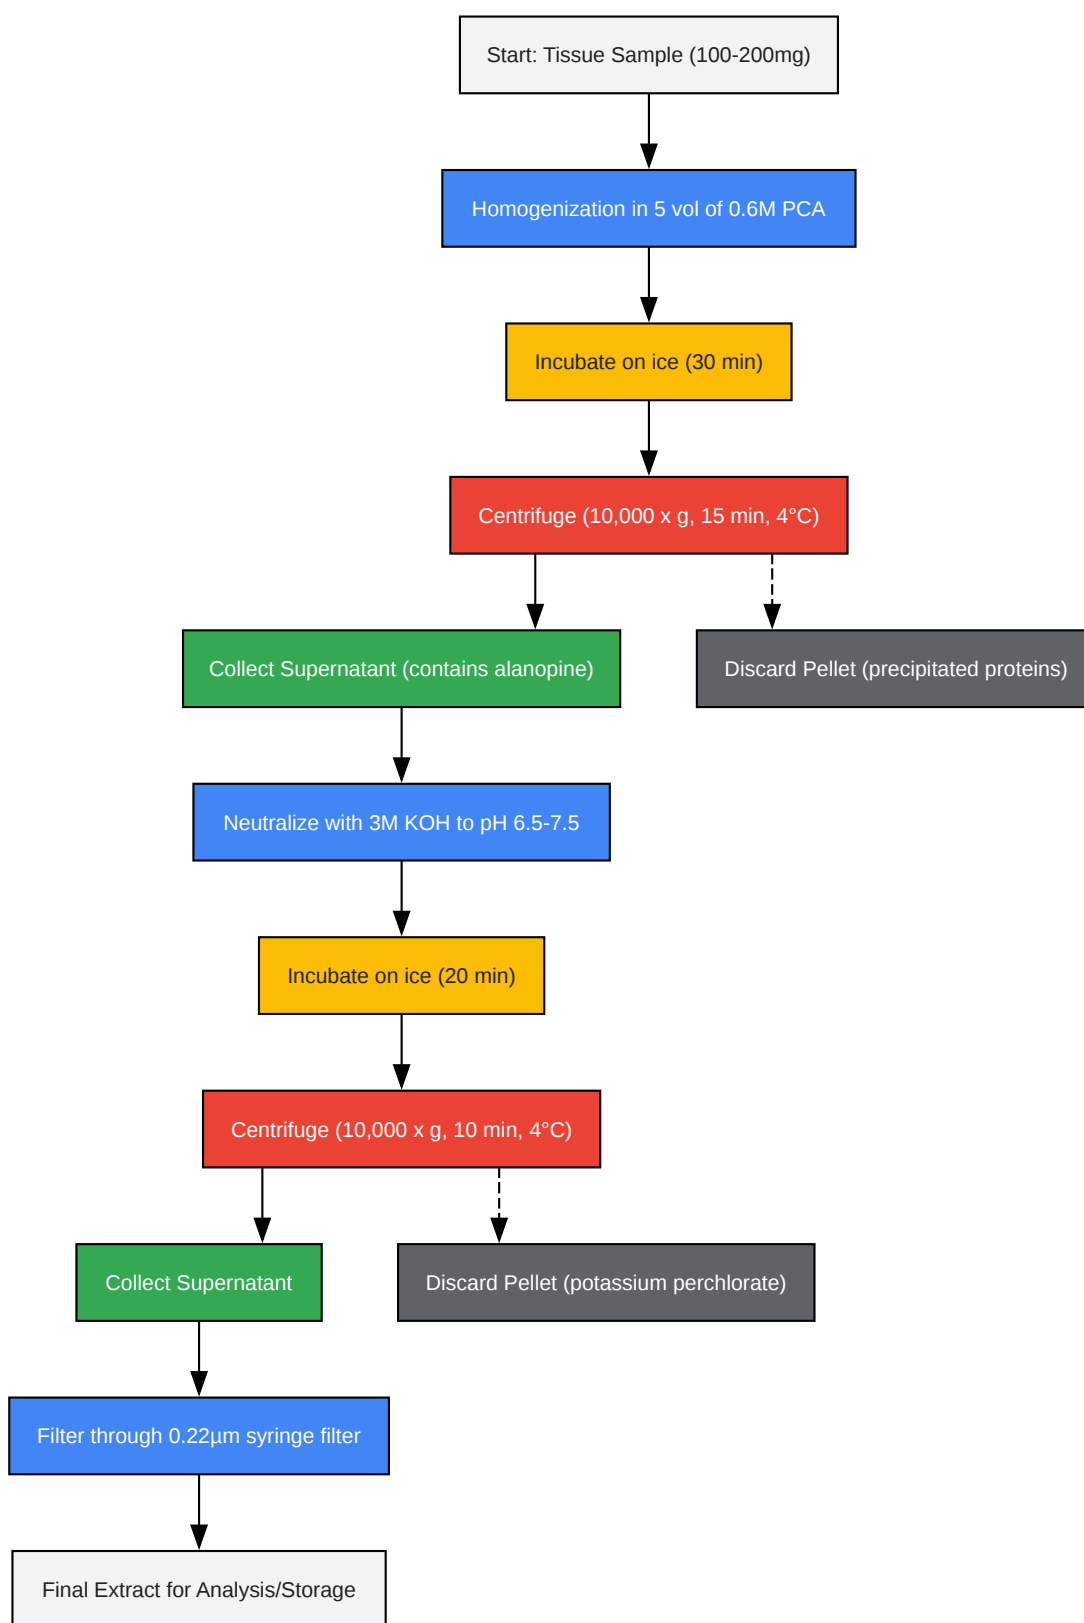 Start: Tissue Sample (100-200mg)
Homogenization in 5 vol of 0.6M PCA
Incubate on ice (30 min)
Centrifuge (10,000 x g, 15 min, 4°C)
Collect Supernatant (contains alanopine)
Discard Pellet (precipitated proteins)
Neutralize with 3M KOH to pH 6.5-7.5
Incubate on ice (20 min)
Centrifuge (10,000 x g, 10 min, 4°C)
Collect Supernatant
Discard Pellet (potassium perchlorate)
Filter through 0.22µm syringe filter
Final Extract for Analysis/Storage